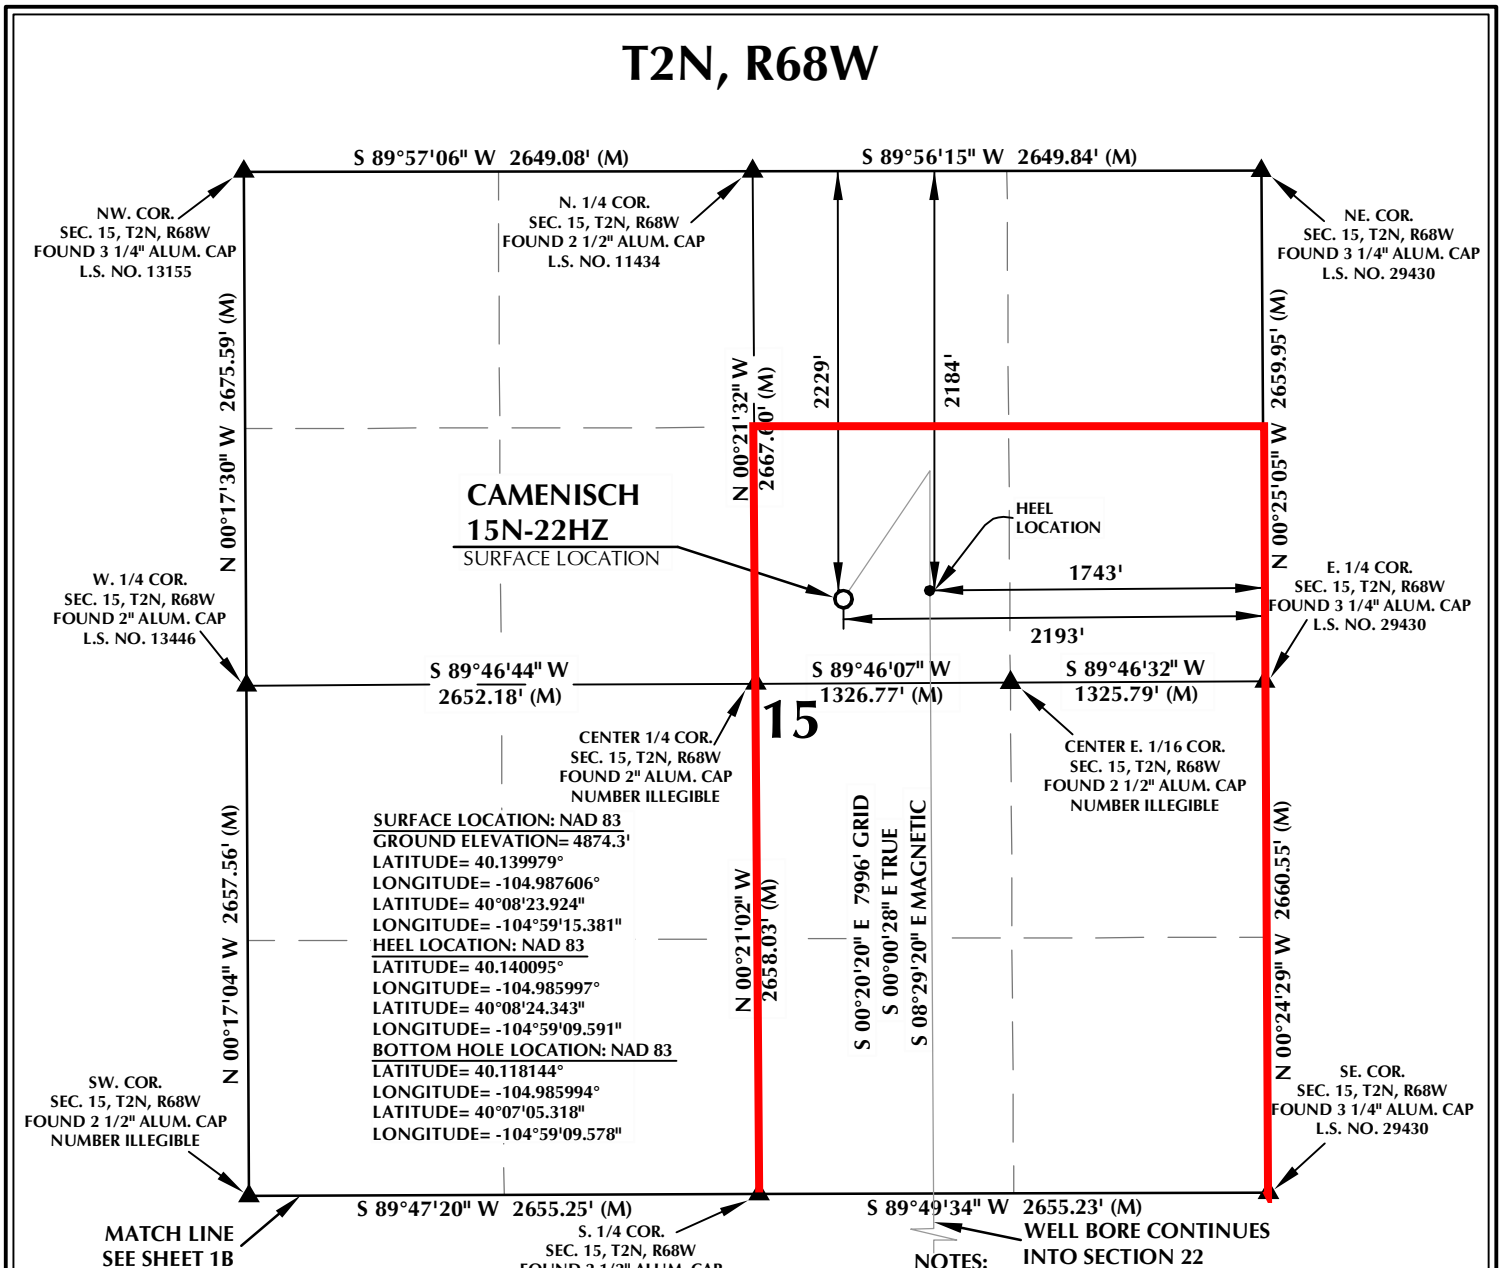 T2N, R68W
S 89°57'06" W 2649.08' (M)
S 89°56'15" W 2649.84' (M)
NW. COR.
SEC. 15, T2N, R68W
FOUND 3 1/4" ALUM. CAP
L.S. NO. 13155
N. 1/4 COR.
SEC. 15, T2N, R68W
FOUND 2 1/2" ALUM. CAP
L.S. NO. 11434
NE. COR.
SEC. 15, T2N, R68W
FOUND 3 1/4" ALUM. CAP
L.S. NO. 29430
N 00°17'30" W 2675.59' (M)
N 00°21'32" W
2667.60' (M)
2229'
2184'
N 00°25'05" W 2659.95' (M)
CAMENISCH
15N-22HZ
SURFACE LOCATION
HEEL
LOCATION
1743'
2193'
W. 1/4 COR.
SEC. 15, T2N, R68W
FOUND 2" ALUM. CAP
L.S. NO. 13446
E. 1/4 COR.
SEC. 15, T2N, R68W
FOUND 3 1/4" ALUM. CAP
L.S. NO. 29430
S 89°46'44" W
2652.18' (M)
S 89°46'07" W
1326.77' (M)
S 89°46'32" W
1325.79' (M)
15
CENTER 1/4 COR.
SEC. 15, T2N, R68W
FOUND 2" ALUM. CAP
NUMBER ILLEGIBLE
CENTER E. 1/16 COR.
SEC. 15, T2N, R68W
FOUND 2 1/2" ALUM. CAP
NUMBER ILLEGIBLE
N 00°17'04" W 2657.56' (M)
SURFACE LOCATION: NAD 83
GROUND ELEVATION= 4874.3'
LATITUDE= 40.139979°
LONGITUDE= -104.987606°
LATITUDE= 40°08'23.924"
LONGITUDE= -104°59'15.381"
HEEL LOCATION: NAD 83
LATITUDE= 40.140095°
LONGITUDE= -104.985997°
LATITUDE= 40°08'24.343"
LONGITUDE= -104°59'09.591"
BOTTOM HOLE LOCATION: NAD 83
LATITUDE= 40.118144°
LONGITUDE= -104.985994°
LATITUDE= 40°07'05.318"
LONGITUDE= -104°59'09.578"
N 00°21'02" W
2658.03' (M)
S 00°20'20" E 7996' GRID
S 00°00'28" E TRUE
S 08°29'20" E MAGNETIC
N 00°24'29" W 2660.55' (M)
SW. COR.
SEC. 15, T2N, R68W
FOUND 2 1/2" ALUM. CAP
NUMBER ILLEGIBLE
SE. COR.
SEC. 15, T2N, R68W
FOUND 3 1/4" ALUM. CAP
L.S. NO. 29430
S 89°47'20" W 2655.25' (M)
S 89°49'34" W 2655.23' (M)
MATCH LINE
SEE SHEET 1B
S. 1/4 COR.
SEC. 15, T2N, R68W
FOUND 2 1/2" ALUM. CAP
WELL BORE CONTINUES
INTO SECTION 22
NOTES: